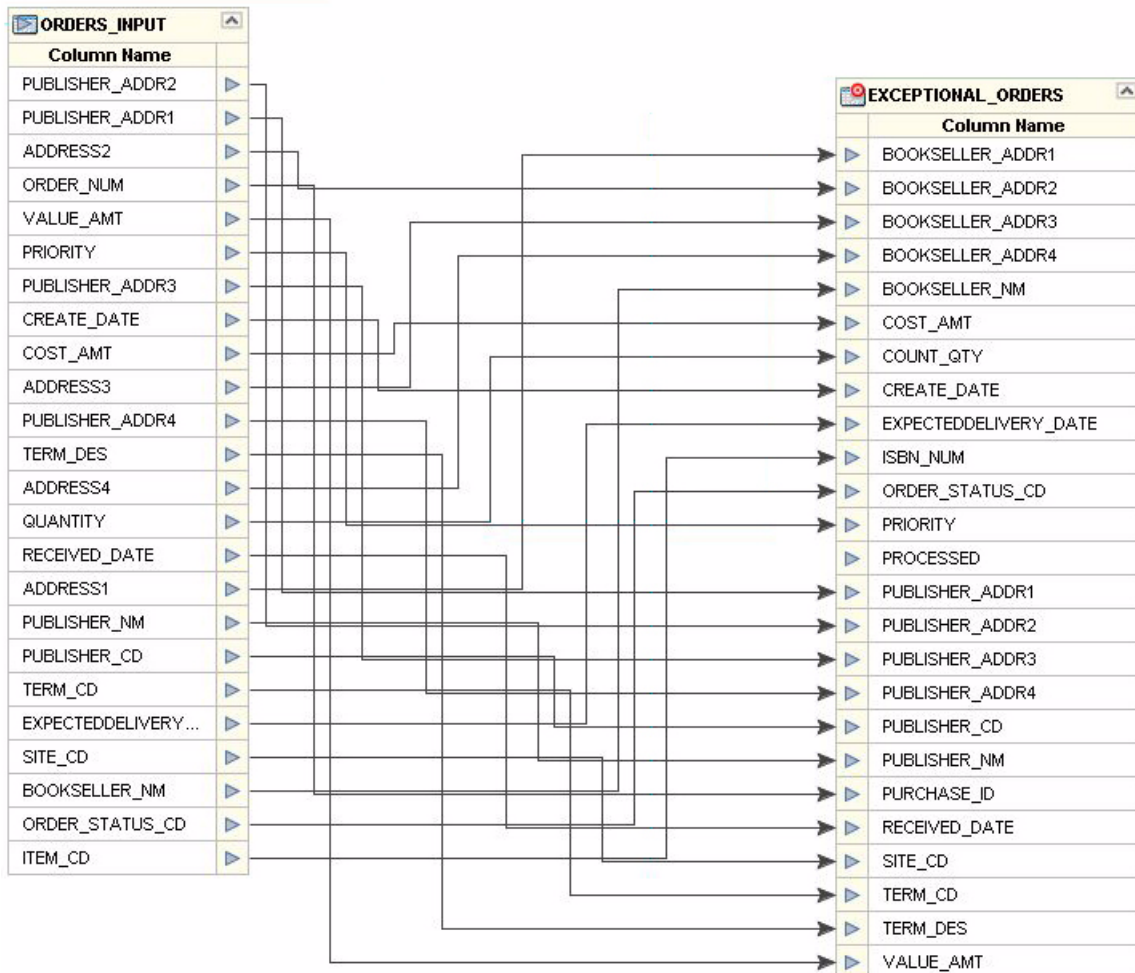 ORDERS_INPUT
Column Name
PUBLISHER_ADDR2
PUBLISHER_ADDR1
ADDRESS2
ORDER_NUM
VALUE_AMT
PRIORITY
PUBLISHER_ADDR3
CREATE_DATE
COST_AMT
ADDRESS3
PUBLISHER_ADDR4
TERM_DES
ADDRESS4
QUANTITY
RECEIVED_DATE
ADDRESS1
PUBLISHER_NM
PUBLISHER_CD
TERM_CD
EXPECTEDDELIVERY...
SITE_CD
BOOKSELLER_NM
ORDER_STATUS_CD
ITEM_CD
EXCEPTIONAL_ORDERS
Column Name
BOOKSELLER_ADDR1
BOOKSELLER_ADDR2
BOOKSELLER_ADDR3
BOOKSELLER_ADDR4
BOOKSELLER_NM
COST_AMT
COUNT_QTY
CREATE_DATE
EXPECTEDDELIVERY_DATE
ISBN_NUM
ORDER_STATUS_CD
PRIORITY
PROCESSED
PUBLISHER_ADDR1
PUBLISHER_ADDR2
PUBLISHER_ADDR3
PUBLISHER_ADDR4
PUBLISHER_CD
PUBLISHER_NM
PURCHASE_ID
RECEIVED_DATE
SITE_CD
TERM_CD
TERM_DES
VALUE_AMT